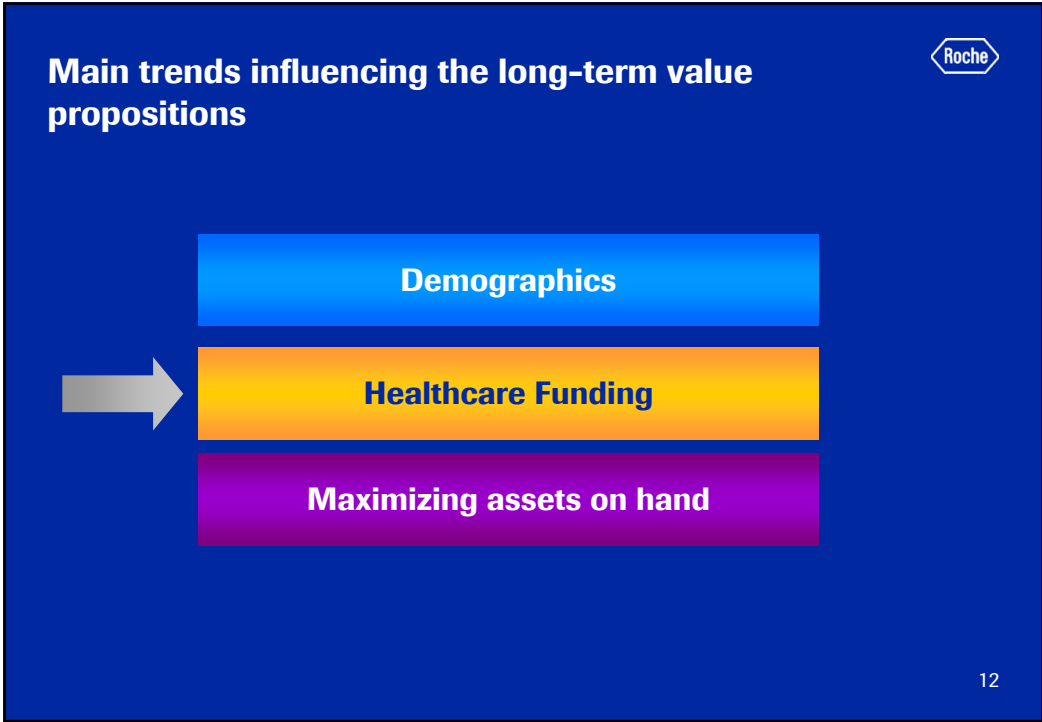 Main trends influencing the long-term value
propositions
Roche
Demographics
Healthcare Funding
Maximizing assets on hand
12